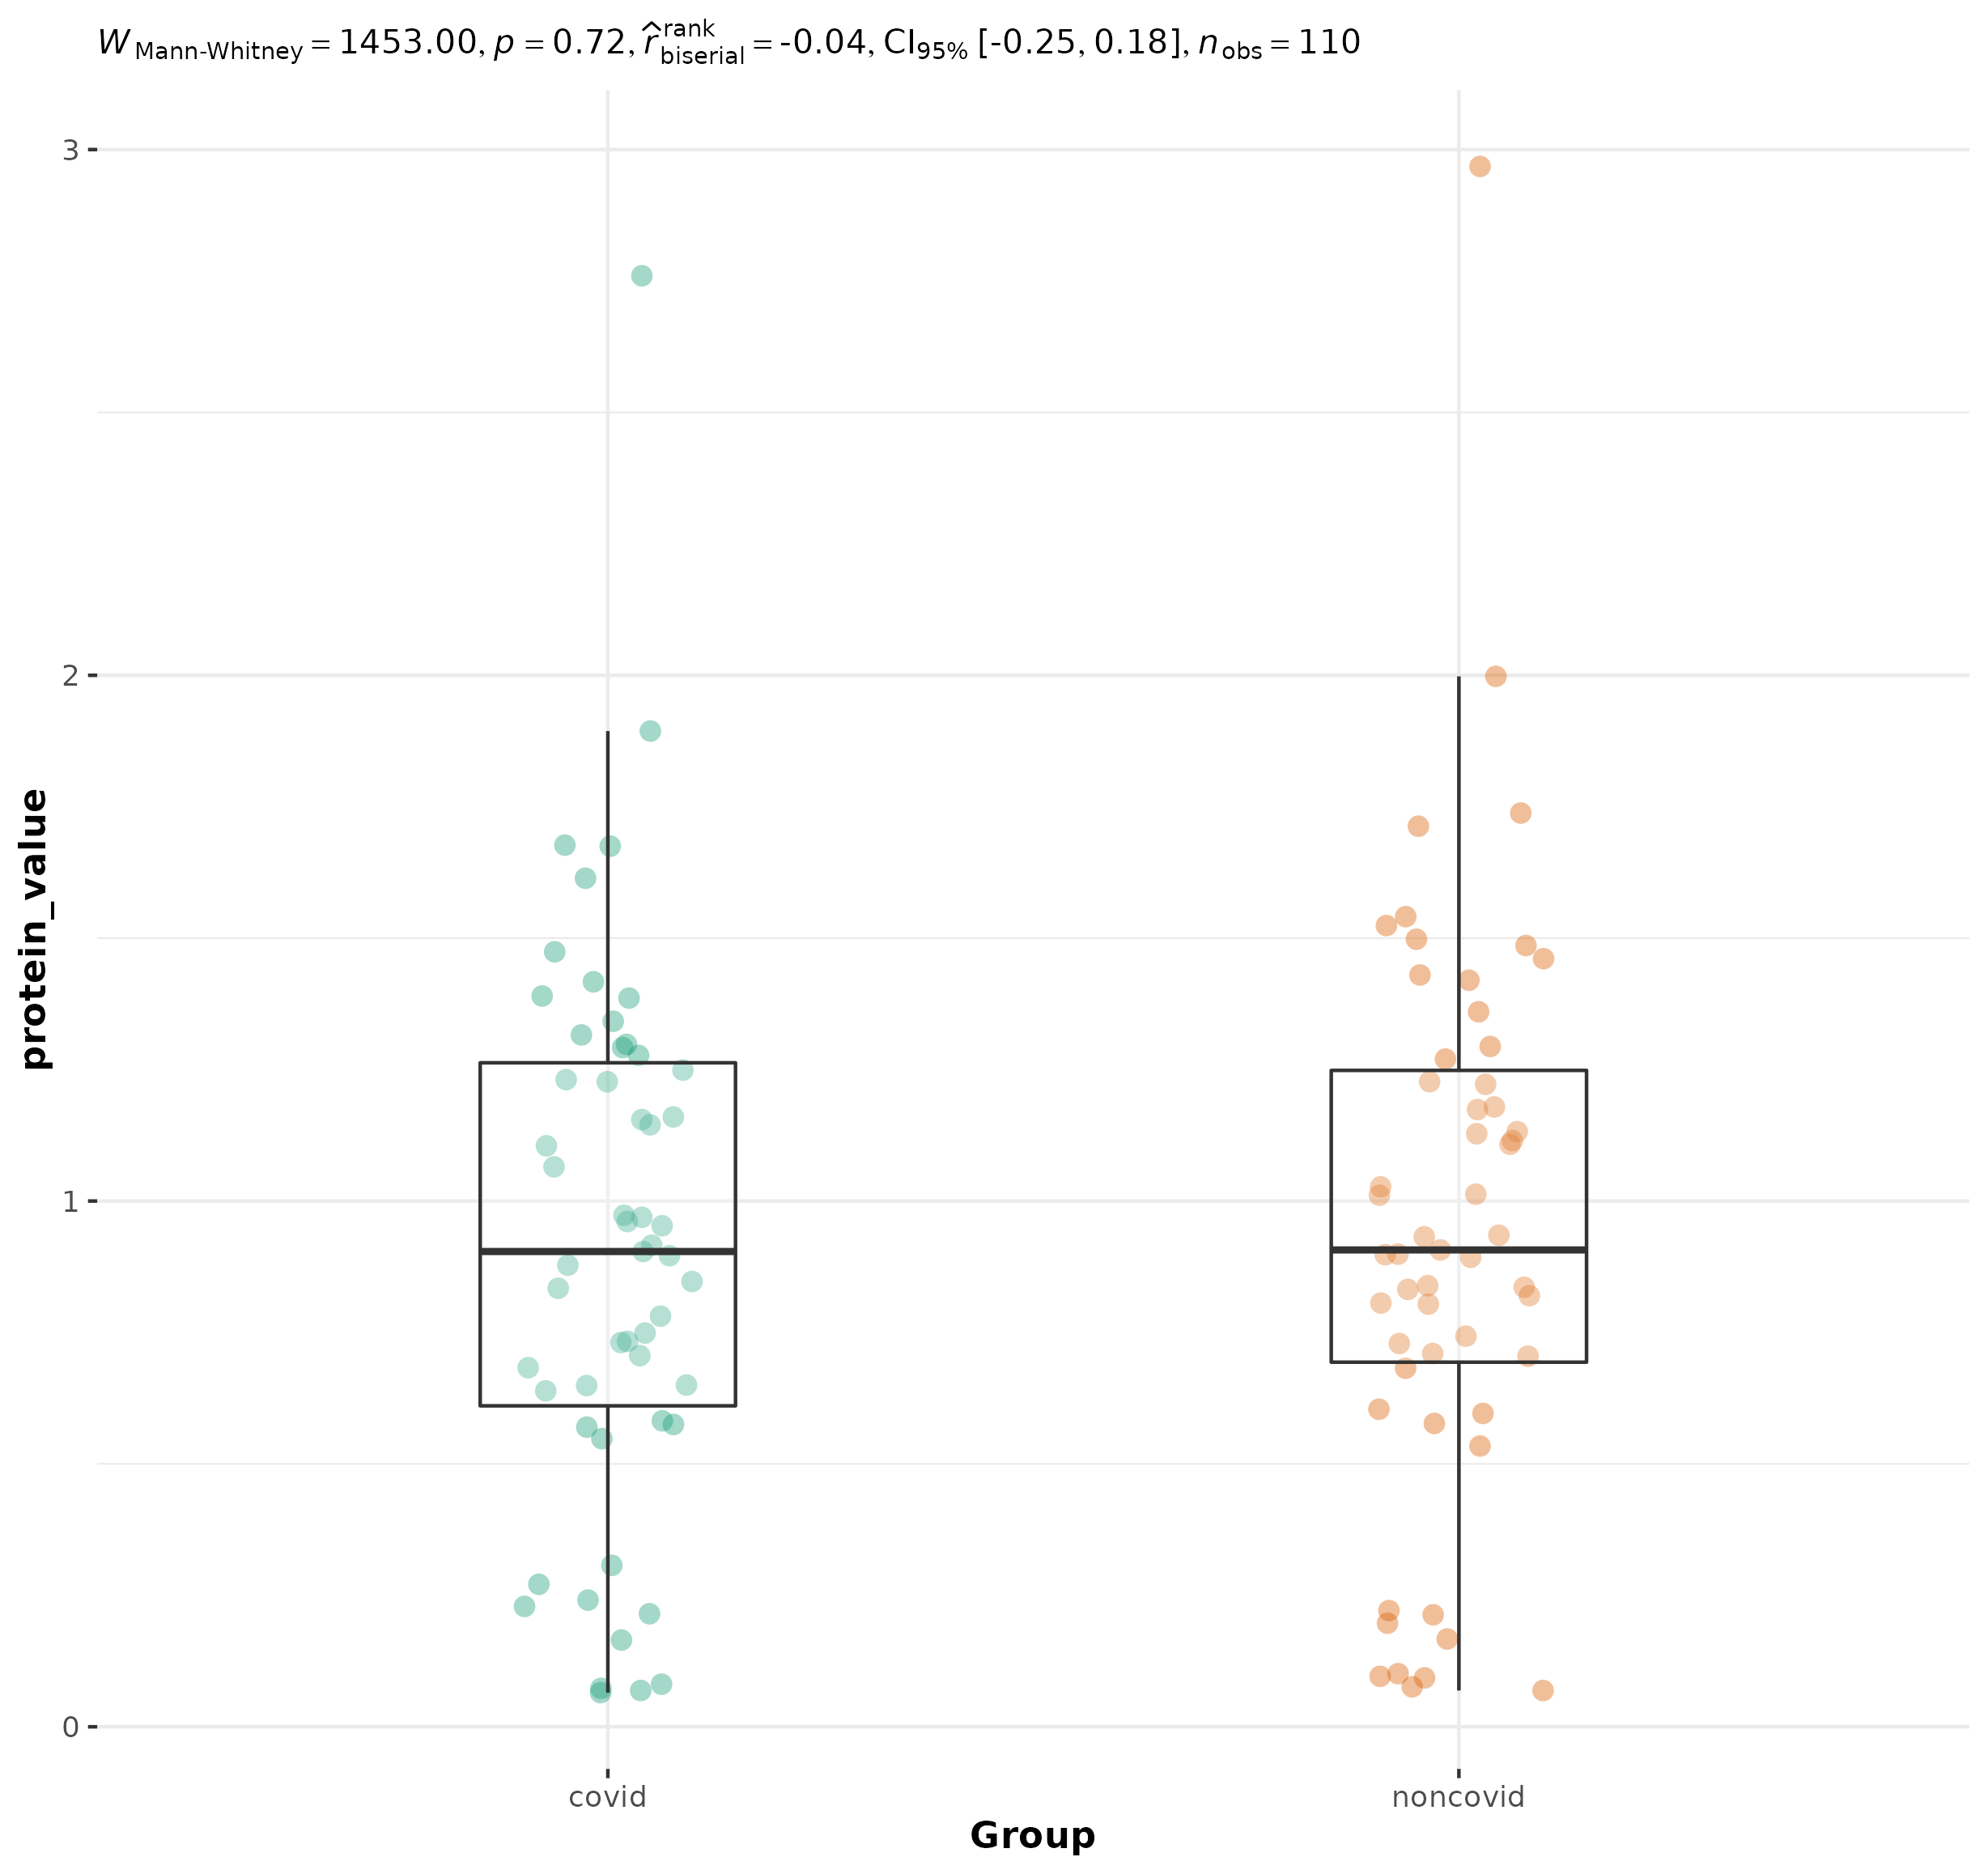 W Mann-Whitney = 1453.00, p = 0.72, r̂ rank biserial = -0.04, CI95% [-0.25, 0.18], nobs = 110
3
2
1
0
protein_value
covid noncovid
Group